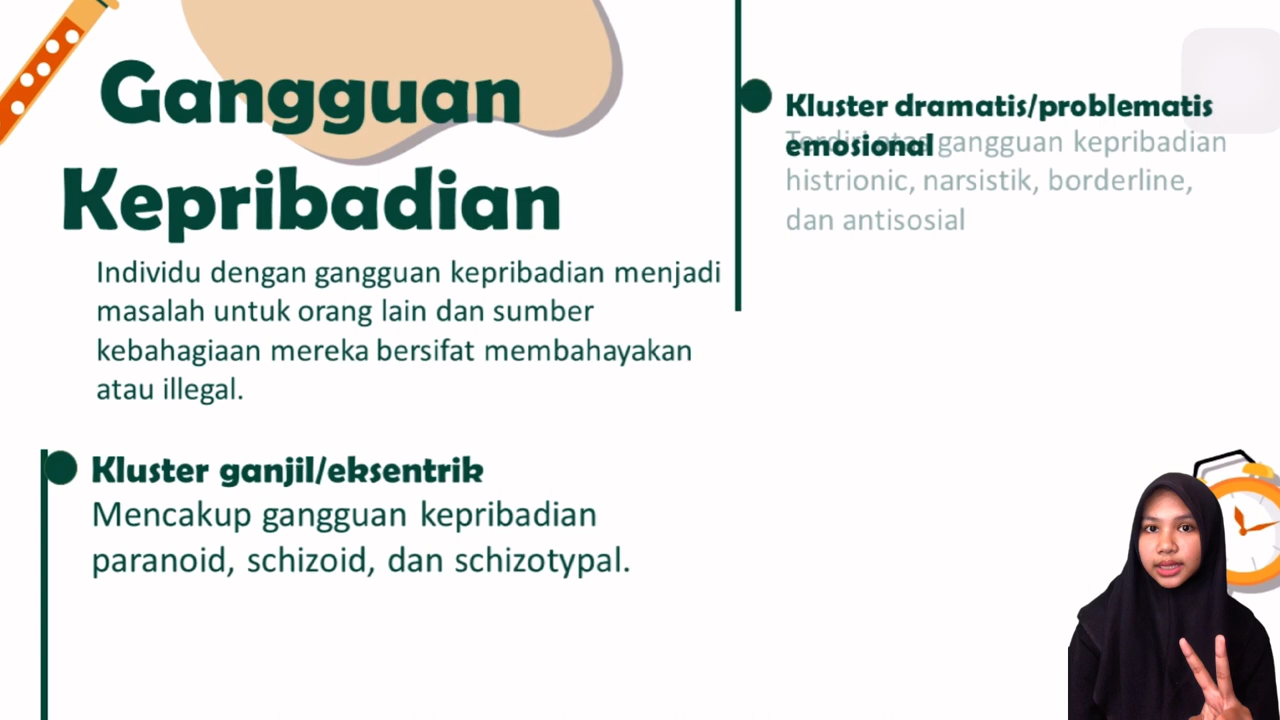 Gangguan
Kepribadian
Individu dengan gangguan kepribadian menjadi
masalah untuk orang lain dan sumber
kebahagiaan mereka bersifat membahayakan
atau illegal.
Kluster ganjil/eksentrik
Mencakup gangguan kepribadian
paranoid, schizoid, dan schizotypal.
Kluster dramatis/problematis
emosional
Terdiri atas gangguan kepribadian
histrionic, narsistik, borderline,
dan antisosial